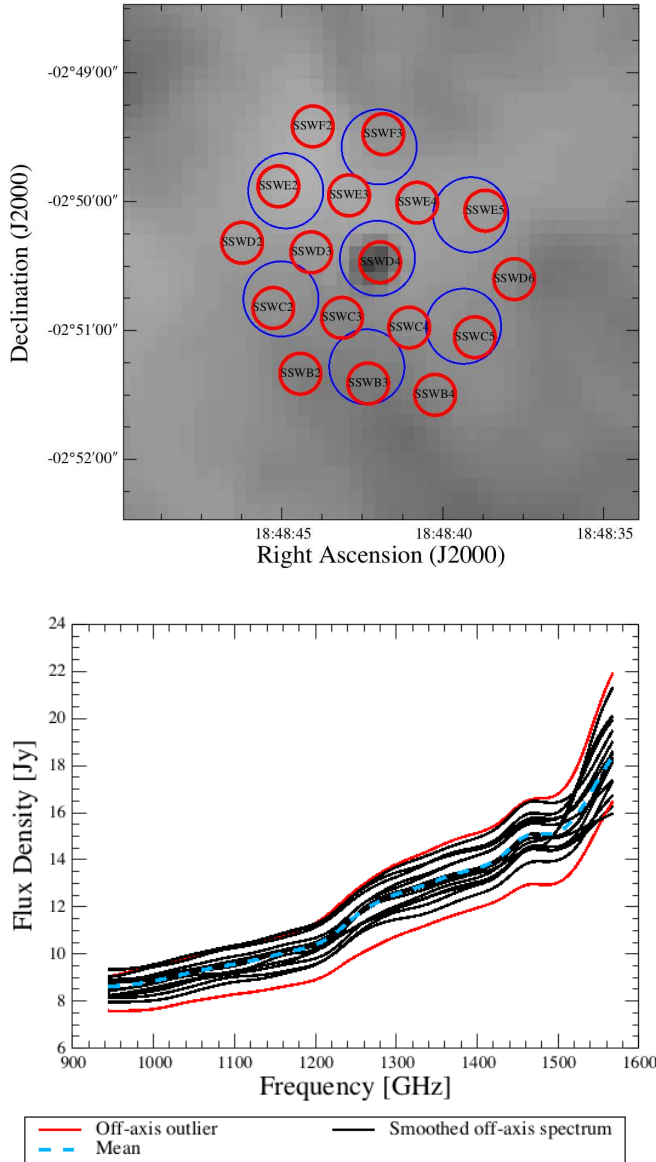 -02°49'00"
-02°50'00"
-02°51'00"
-02°52'00"
Declination (J2000)
SSWF2
SSWF3
SSWE2
SSWE3
SSWE4
SSWE5
SSWD2
SSWD3
SSWD4
SSWD6
SSWC2
SSWC3
SSWC4
SSWC5
SSWB2
SSWB3
SSWB4
18:48:45
18:48:40
18:48:35
Right Ascension (J2000)
24
22
20
18
16
14
12
10
8
6
Flux Density [Jy]
900
1000
1100
1200
1300
1400
1500
1600
Frequency [GHz]
Off-axis outlier
Smoothed off-axis spectrum
Mean